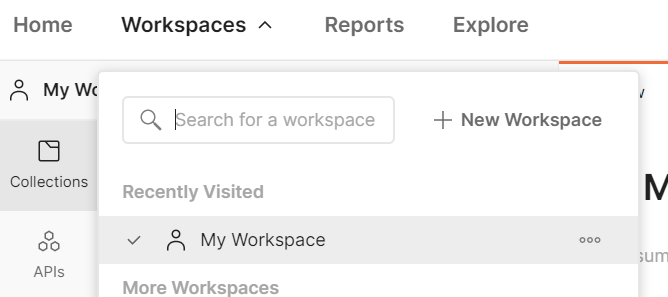 Home Workspaces Reports Explore
My Wo
Search for a workspace + New Workspace
Collections
Recently Visited
My Workspace
APIs
More Workspaces